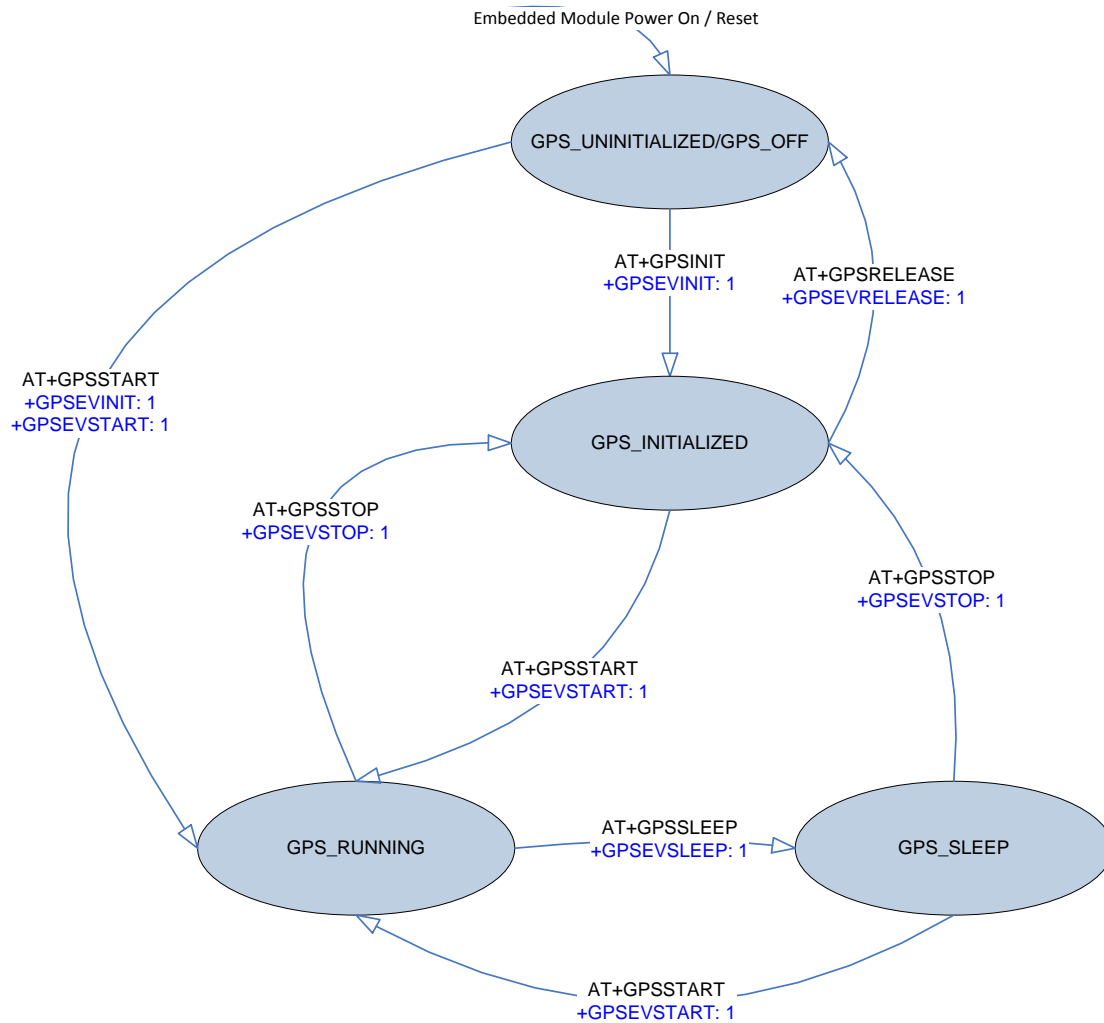 Embedded Module Power On / Reset
GPS_UNINITIALIZED/GPS_OFF
AT+GPSINIT
+GPSEVINIT: 1
AT+GPSRELEASE
+GPSEVRELEASE: 1
AT+GPSSTART
+GPSEVINIT: 1
+GPSEVSTART: 1
GPS_INITIALIZED
AT+GPSSTOP
+GPSEVSTOP: 1
AT+GPSSTOP
+GPSEVSTOP: 1
AT+GPSSTART
+GPSEVSTART: 1
GPS_RUNNING
AT+GPSSLEEP
+GPSEVSLEEP: 1
GPS_SLEEP
AT+GPSSTART
+GPSEVSTART: 1